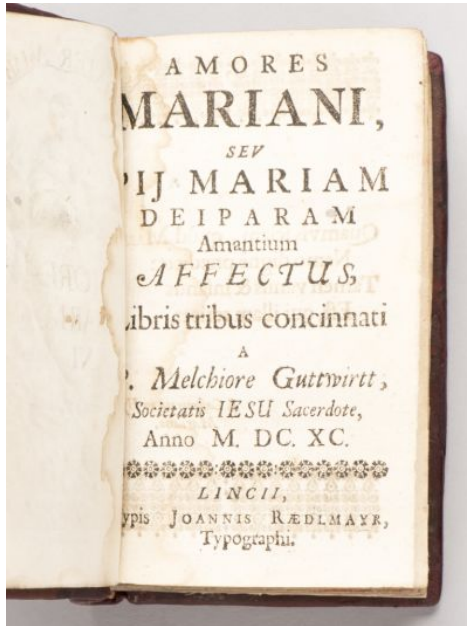 AMORES
MARIANI,
SEV
PIJ MARIAM
DEIPARAM
Amantium
AFFECTUS,
Libris tribus concinnati
A
P. Melchiore Guttwirtt,
Societatis IESU Sacerdote,
Anno M. DC. XC.
LINCII,
Typis JOANNIS RÆDLMAYR,
Typographi.